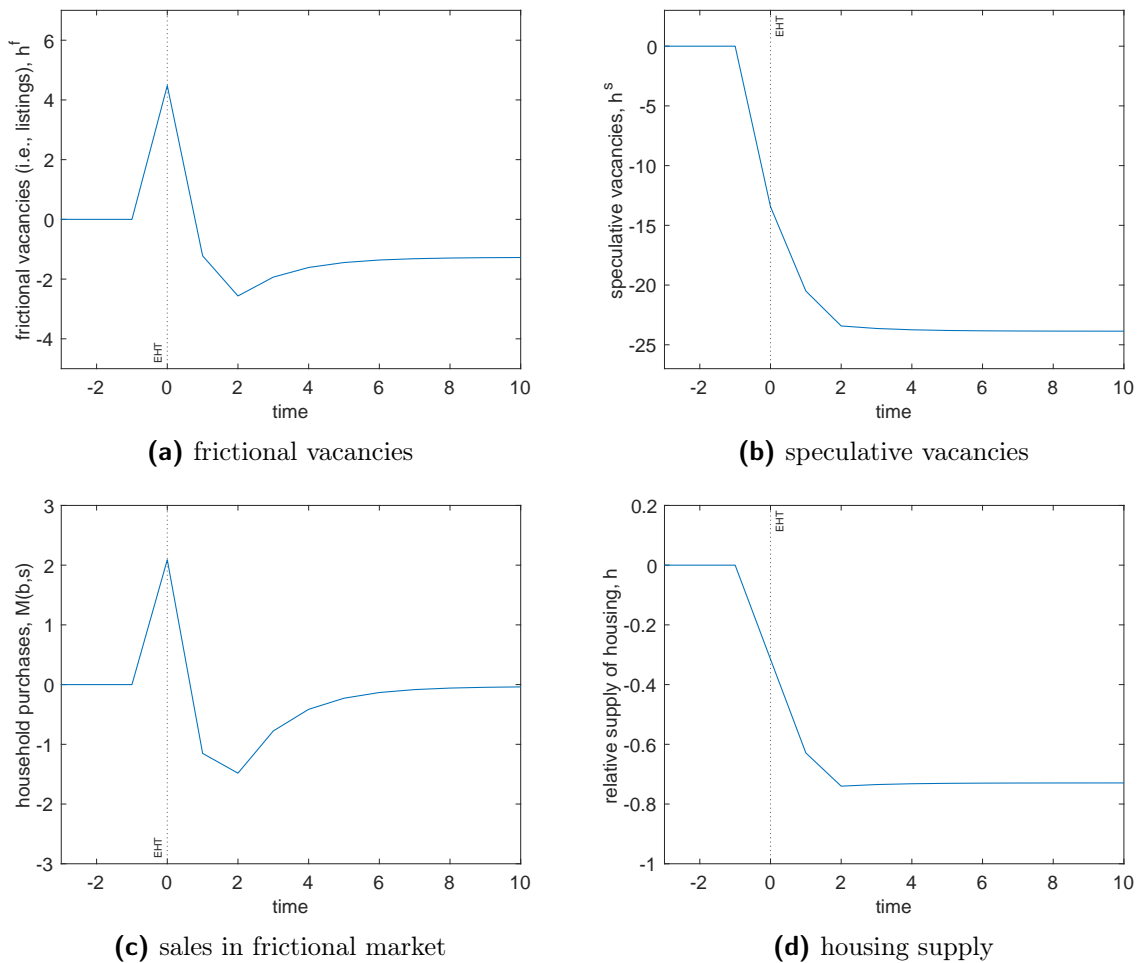 6
4
2
0
-2
-4
frictional vacancies (i.e., listings), h^f
EHT
-2 0 2 4 6 8 10
time
(a) frictional vacancies
0
-5
-10
-15
-20
-25
speculative vacancies, h^s
EHT
-2 0 2 4 6 8 10
time
(b) speculative vacancies
3
2
1
0
-1
-2
-3
household purchases, M(b,s)
EHT
-2 0 2 4 6 8 10
time
(c) sales in frictional market
0.2
0
-0.2
-0.4
-0.6
-0.8
-1
relative supply of housing, h
EHT
-2 0 2 4 6 8 10
time
(d) housing supply